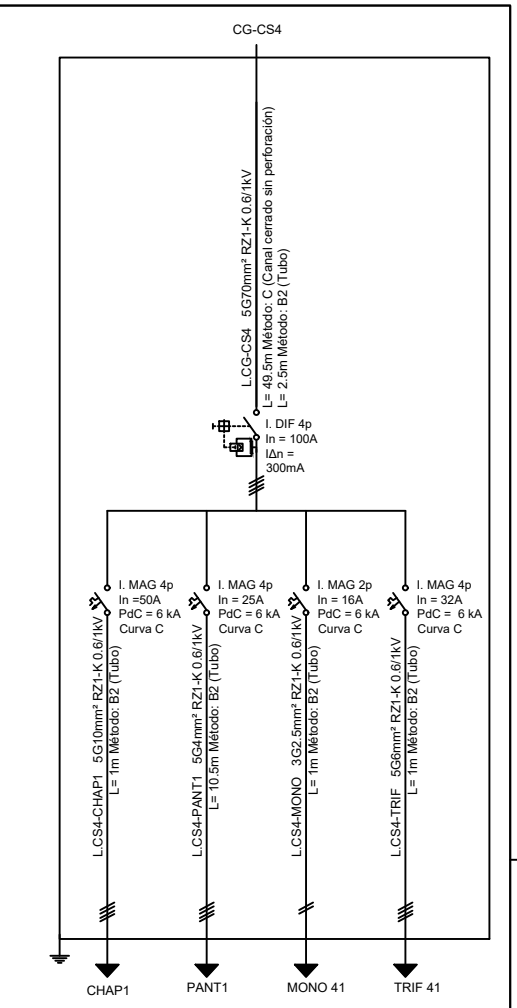 CG-CS4
L.CG-CS4 5G70mm² RZ1-K 0.6/1kV
L= 49.5m Método: C (Canal cerrado sin perforación)
L= 2.5m Método: B2 (Tubo)
I. DIF 4p
In = 100A
IΔn =
300mA
I. MAG 4p
In =50A
PdC = 6 kA
Curva C
L.CS4-CHAP1 5G10mm² RZ1-K 0.6/1kV
L= 1m Método: B2 (Tubo)
I. MAG 4p
In = 25A
PdC = 6 kA
Curva C
L.CS4-PANT1 5G4mm² RZ1-K 0.6/1kV
L= 10.5m Método: B2 (Tubo)
I. MAG 2p
In = 16A
PdC = 6 kA
Curva C
L.CS4-MONO 3G2.5mm² RZ1-K 0.6/1kV
L= 1m Método: B2 (Tubo)
I. MAG 4p
In = 32A
PdC = 6 kA
Curva C
L.CS4-TRIF 5G6mm² RZ1-K 0.6/1kV
L= 1m Método: B2 (Tubo)
CHAP1
PANT1
MONO 41
TRIF 41